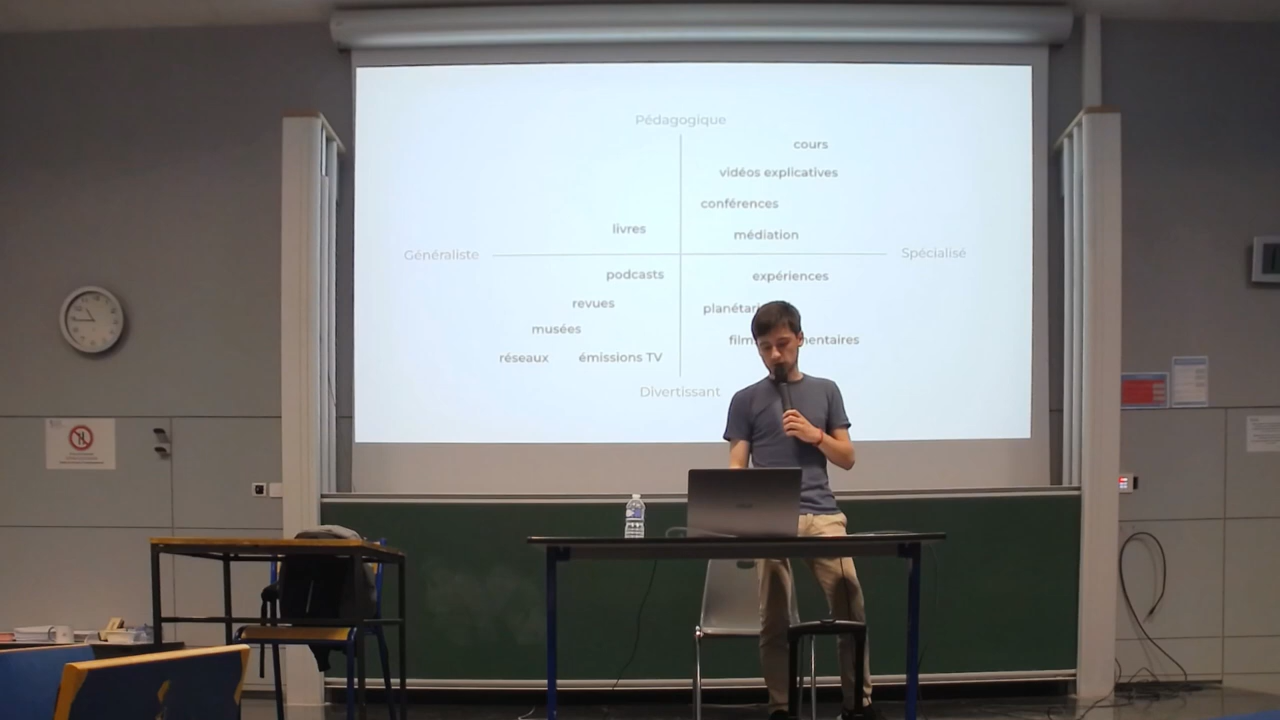 Pédagogique
cours
vidéos explicatives
conférences
livres
médiation
Généraliste
Spécialisé
podcasts
expériences
revues
musées
réseaux
émissions TV
Divertissant